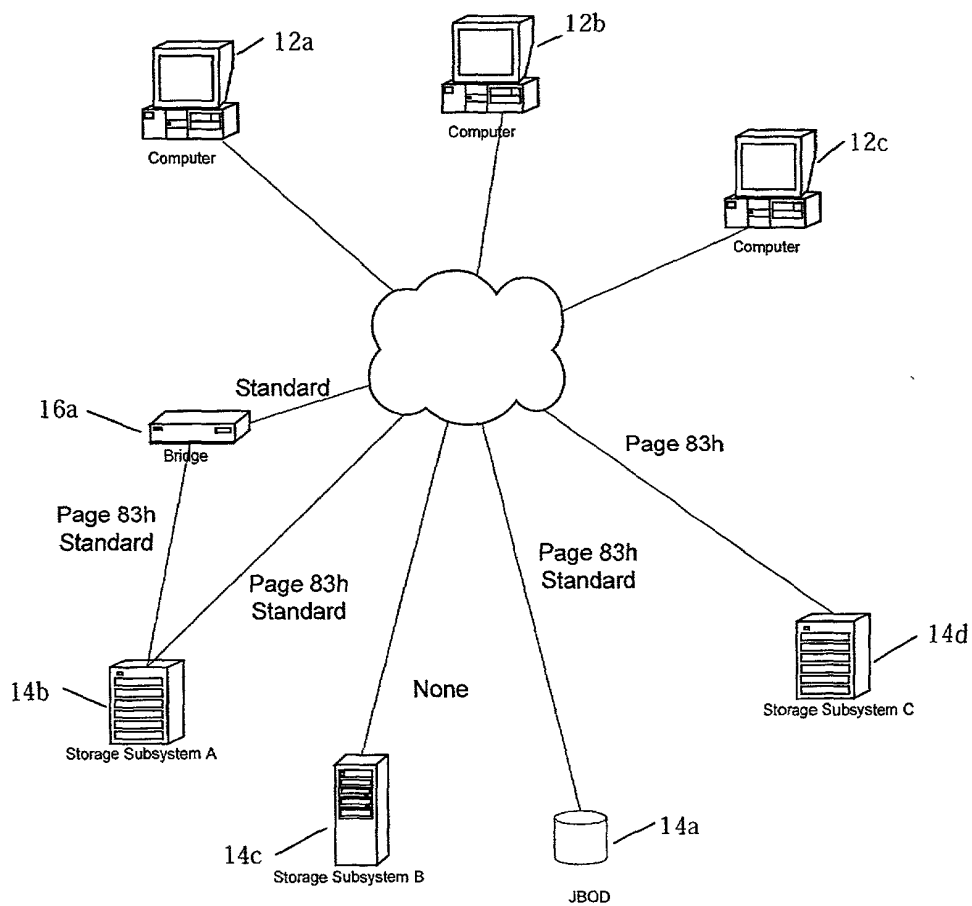 12a
Computer
12b
Computer
12c
Computer
Standard
16a
Bridge
Page 83h
Page 83h
Standard
Page 83h
Standard
Page 83h
Standard
14b
Storage Subsystem A
None
14d
Storage Subsystem C
14c
Storage Subsystem B
14a
JBOD